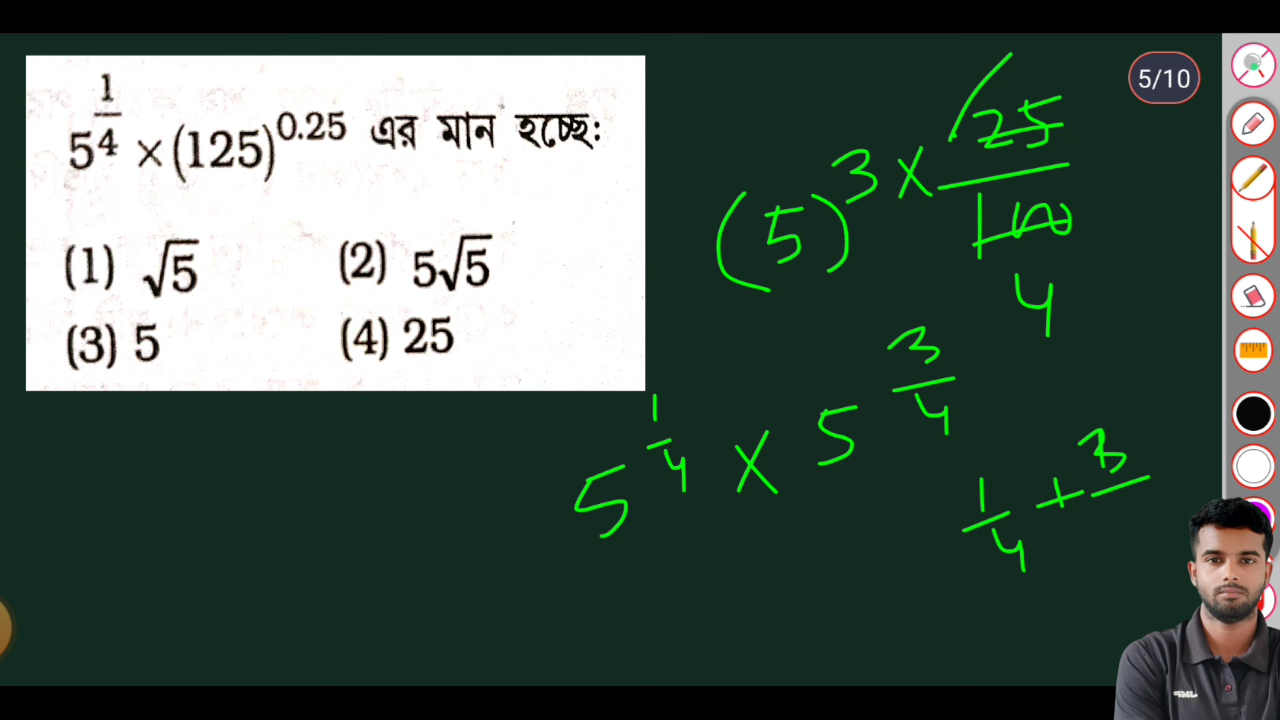 5^{1/4} × (125)^{0.25} এর মান হচ্ছে:
(1) √5 (2) 5√5
(3) 5 (4) 25
5/10
(5)^{3 × 25/100}
4
5^{1/4} × 5^{3/4}
1/4 + 3/